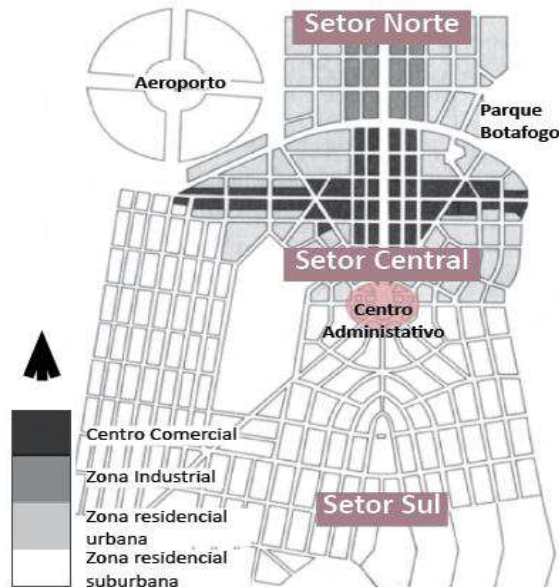 Setor Norte
Aeroporto
Parque
Botafogo
Setor Central
Centro
Administativo
Centro Comercial
Zona Industrial
Zona residencial
urbana
Zona residencial
suburbana
Setor Sul